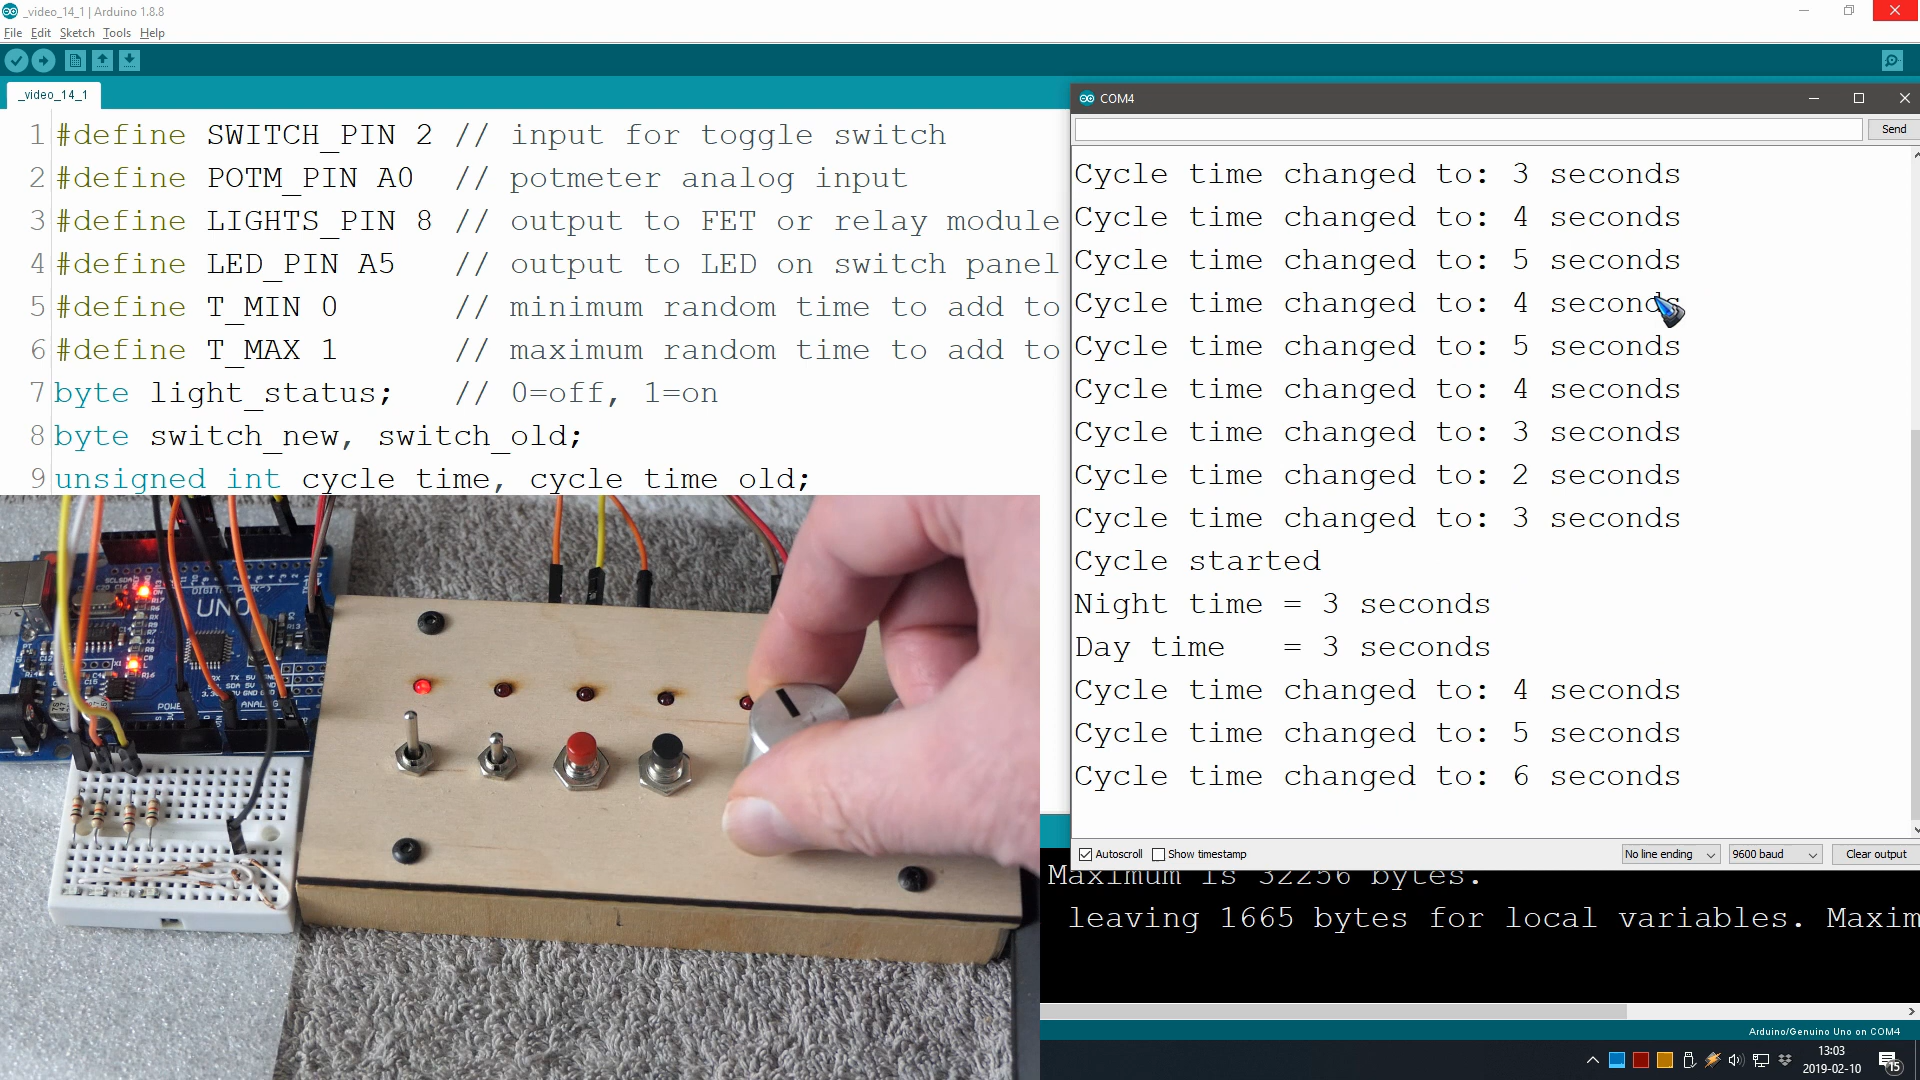 _video_14_1 | Arduino 1.8.8
File Edit Sketch Tools Help
_video_14_1
1 #define SWITCH_PIN 2 // input for toggle switch
2 #define POTM_PIN A0 // potmeter analog input
3 #define LIGHTS_PIN 8 // output to FET or relay module
4 #define LED_PIN A5 // output to LED on switch panel
5 #define T_MIN 0 // minimum random time to add to
6 #define T_MAX 1 // maximum random time to add to
7 byte light_status; // 0=off, 1=on
8 byte switch_new, switch_old;
9 unsigned int cycle_time, cycle_time_old;
COM4
Send
Cycle time changed to: 3 seconds
Cycle time changed to: 4 seconds
Cycle time changed to: 5 seconds
Cycle time changed to: 4 seconds
Cycle time changed to: 5 seconds
Cycle time changed to: 4 seconds
Cycle time changed to: 3 seconds
Cycle time changed to: 2 seconds
Cycle time changed to: 3 seconds
Cycle started
Night time = 3 seconds
Day time = 3 seconds
Cycle time changed to: 4 seconds
Cycle time changed to: 5 seconds
Cycle time changed to: 6 seconds
Autoscroll Show timestamp No line ending 9600 baud Clear output
Maximum is 32256 bytes.
leaving 1665 bytes for local variables. Maxim
Arduino/Genuino Uno on COM4
13:03
2019-02-10
15
UNO
POWER